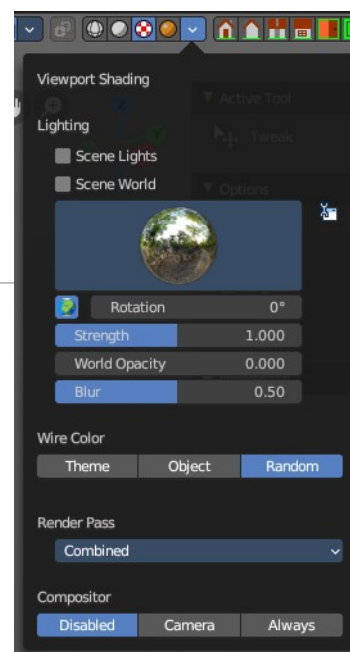 Viewport Shading
Active Tool
Lighting
Tweak
Scene Lights
Scene World
Options
Rotation 0°
Strength 1.000
World Opacity 0.000
Blur 0.50
Wire Color
Theme Object Random
Render Pass
Combined
Compositor
Disabled Camera Always